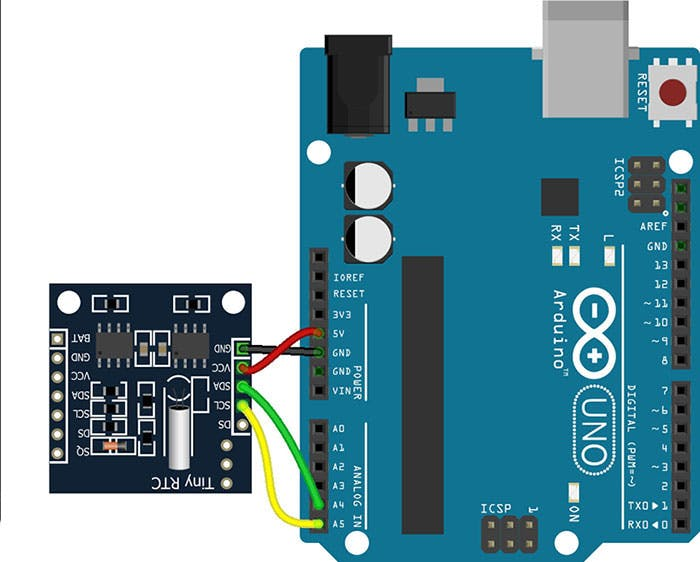 RESET
ICSP2
AREF
GND
13
12
~11
~10
~9
8
7
~6
~5
4
~3
2
TX0▶1
RX0◀0
DIGITAL (PWM=~)
L
TX
RX
Arduino™
UNO
ON
ICSP
1
IOREF
RESET
3V3
5V
GND
GND
VIN
POWER
A0
A1
A2
A3
A4
A5
ANALOG IN
BAT
GND
VCC
SDA
SCL
DS
SQ
GND
VCC
SDA
SCL
DS
Tiny RTC